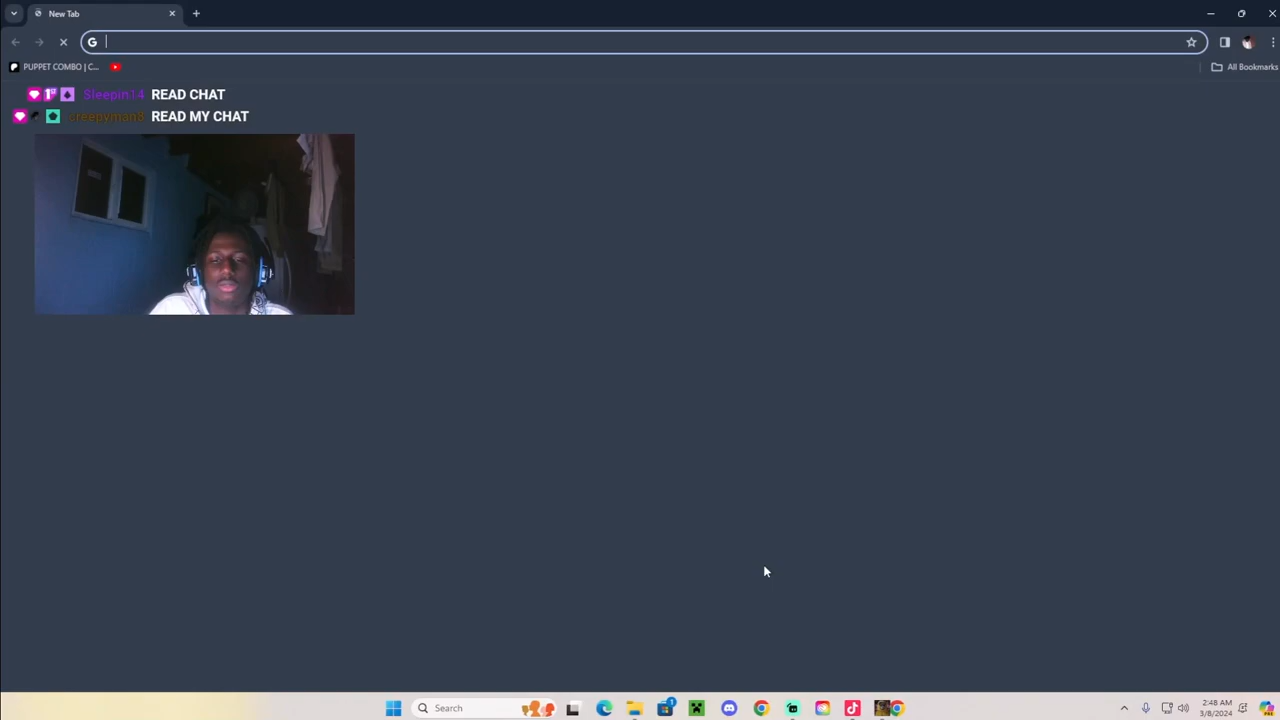 New Tab
PUPPET COMBO | C...
All Bookmarks
Sleepin14 READ CHAT
creepyman8 READ MY CHAT
Search
2:48 AM
3/8/2024